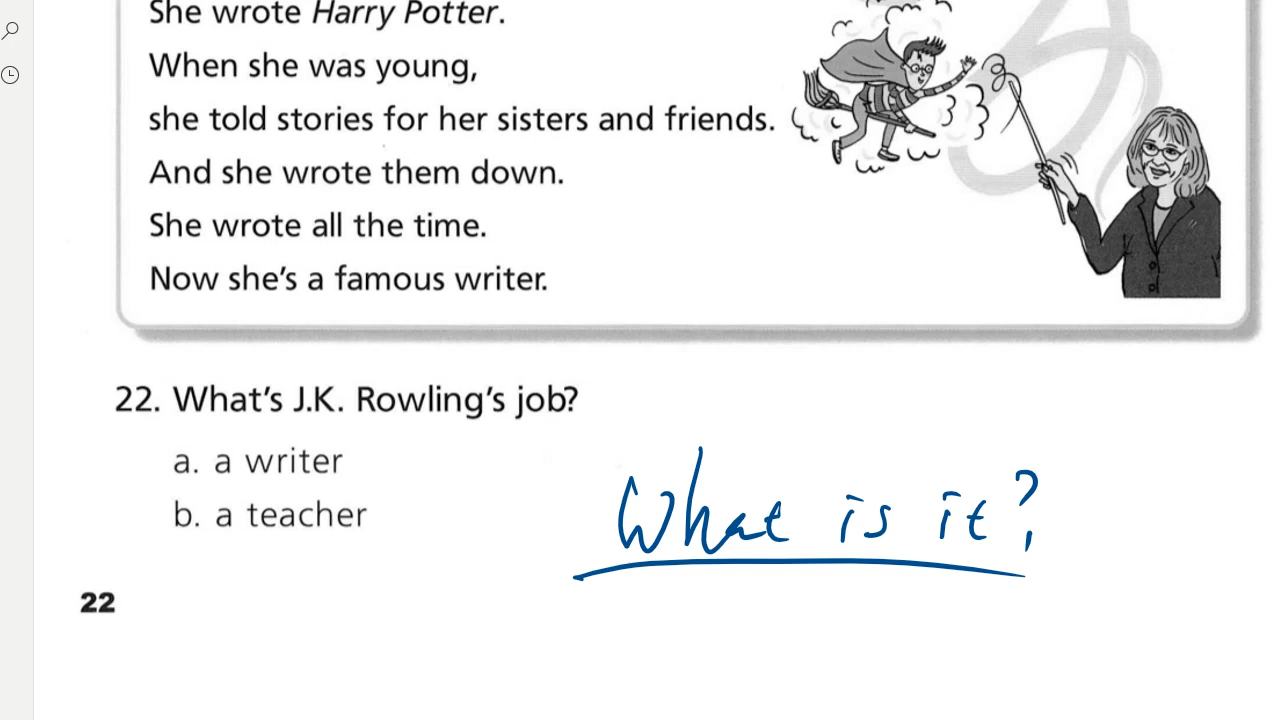 She wrote Harry Potter.
When she was young,
she told stories for her sisters and friends.
And she wrote them down.
She wrote all the time.
Now she's a famous writer.
22. What's J.K. Rowling's job?
a. a writer
b. a teacher
What is it?
22